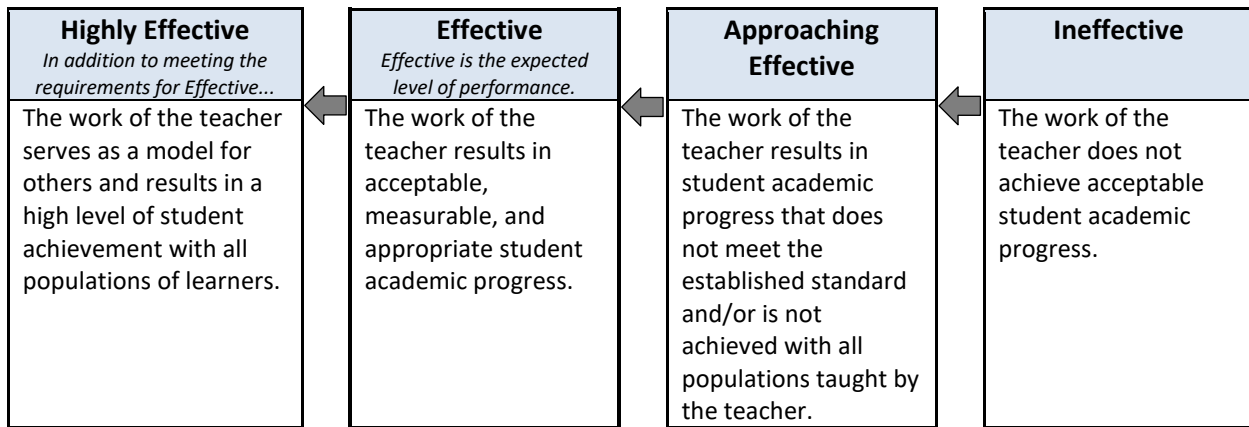 Highly Effective
In addition to meeting the
requirements for Effective...
The work of the teacher
serves as a model for
others and results in a
high level of student
achievement with all
populations of learners.
Effective
Effective is the expected
level of performance.
The work of the
teacher results in
acceptable,
measurable, and
appropriate student
academic progress.
Approaching
Effective
The work of the
teacher results in
student academic
progress that does
not meet the
established standard
and/or is not
achieved with all
populations taught by
the teacher.
Ineffective
The work of the
teacher does not
achieve acceptable
student academic
progress.